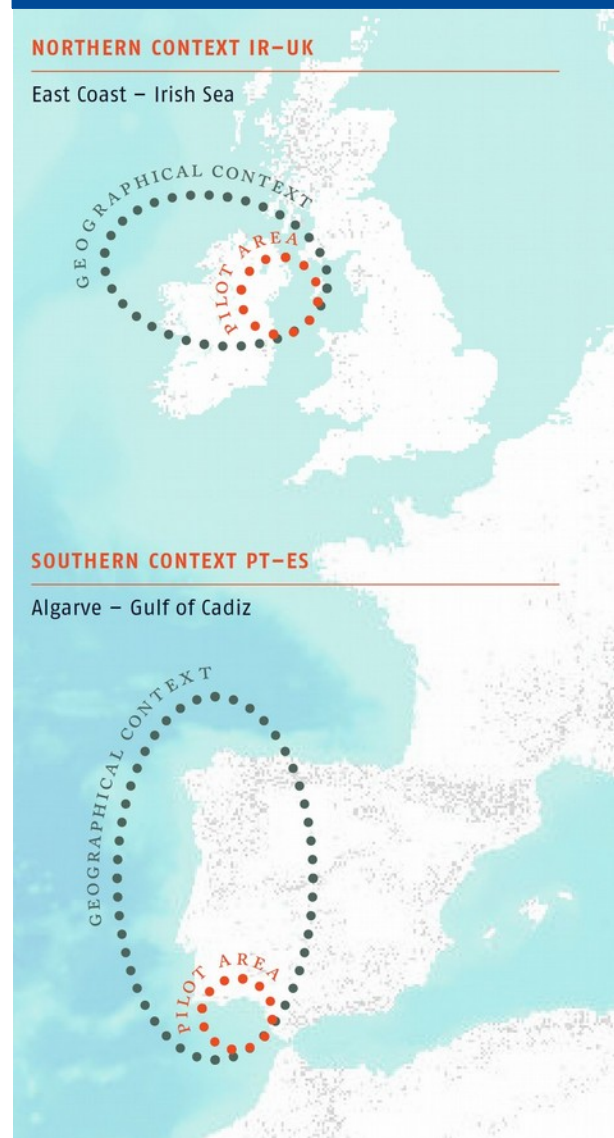 NORTHERN CONTEXT IR–UK
East Coast – Irish Sea
GEOGRAPHICAL CONTEXT
PILOT AREA
SOUTHERN CONTEXT PT–ES
Algarve – Gulf of Cadiz
GEOGRAPHICAL CONTEXT
PILOT AREA